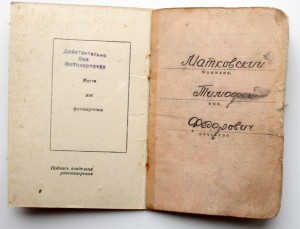 Действительно
без
фотокарточки
Место
для
фотокарточки
Подпись владельца
удостоверения
Матковский
фамилия
Тимофей
имя
Федорович
отчество